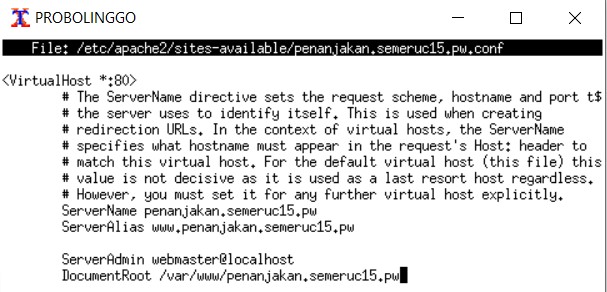 PROBOLINGGO
File: /etc/apache2/sites-available/penanjakan.semeruc15.pw.conf
<VirtualHost *:80>
# The ServerName directive sets the request scheme, hostname and port t$
# the server uses to identify itself. This is used when creating
# redirection URLs. In the context of virtual hosts, the ServerName
# specifies what hostname must appear in the request's Host: header to
# match this virtual host. For the default virtual host (this file) this
# value is not decisive as it is used as a last resort host regardless.
# However, you must set it for any further virtual host explicitly.
ServerName penanjakan.semeruc15.pw
ServerAlias www.penanjakan.semeruc15.pw
ServerAdmin webmaster@localhost
DocumentRoot /var/www/penanjakan.semeruc15.pw